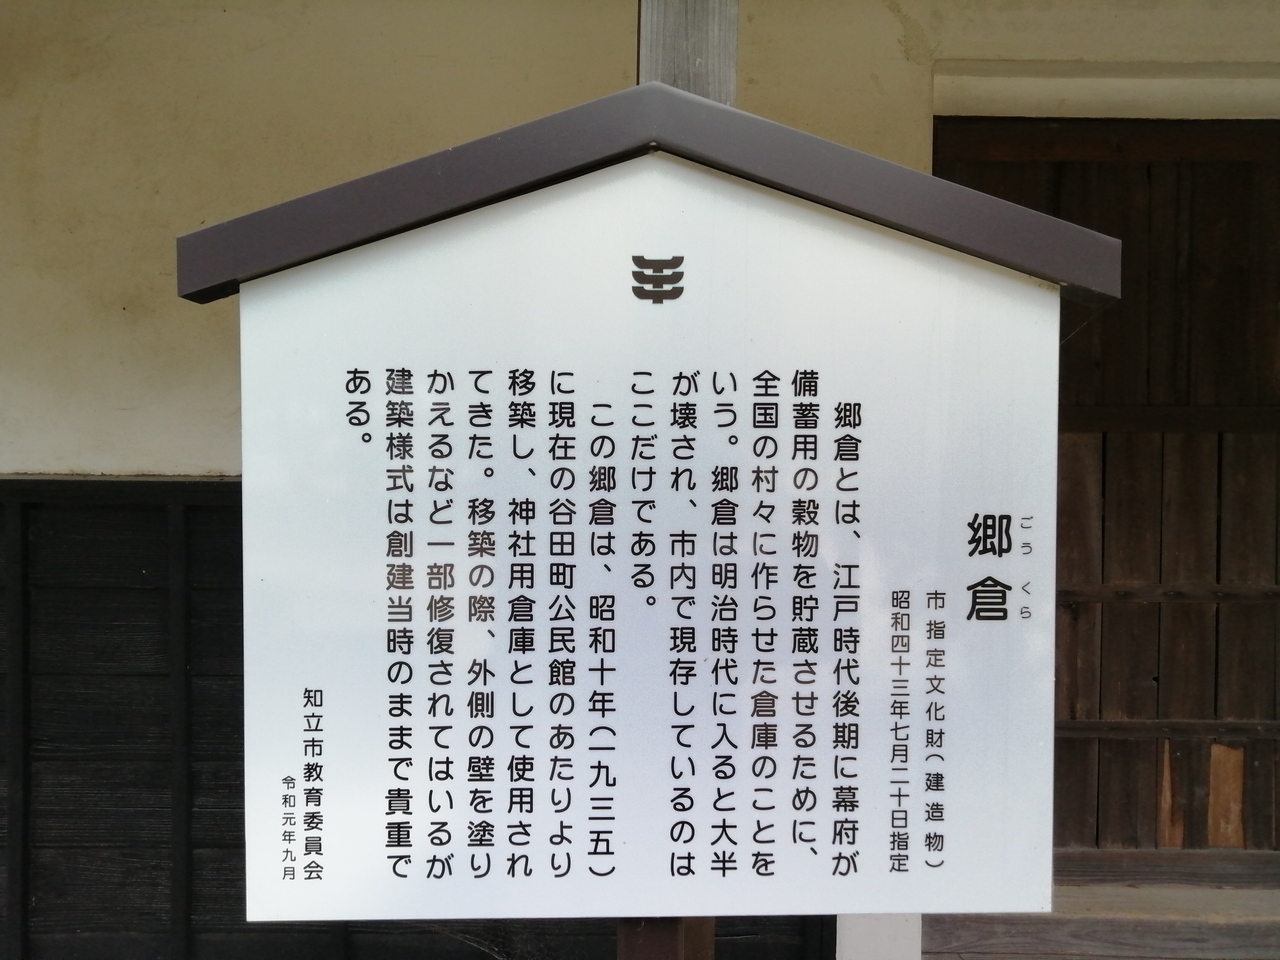 郷倉
ごうくら
市指定文化財（建造物）
昭和四十三年七月二十日指定
郷倉とは、江戸時代後期に幕府が
備蓄用の穀物を貯蔵させるために、
全国の村々に作らせた倉庫のことを
いう。郷倉は明治時代に入ると大半
が壊され、市内で現存しているのは
ここだけである。
この郷倉は、昭和十年（一九三五）
に現在の谷田町公民館のあたりより
移築し、神社用倉庫として使用され
てきた。移築の際、外側の壁を塗り
かえるなど一部修復されてはいるが
建築様式は創建当時のままで貴重で
ある。
知立市教育委員会
令和元年九月